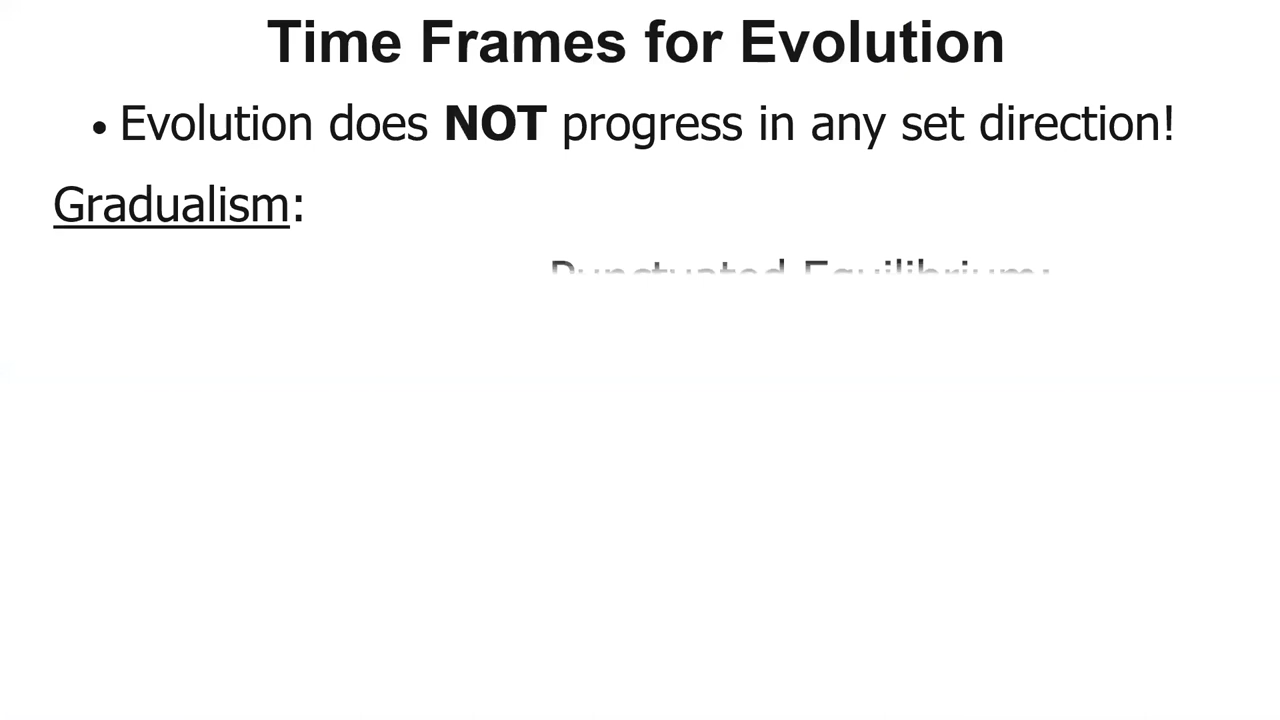 Time Frames for Evolution
• Evolution does NOT progress in any set direction!
Gradualism:
Punctuated Equilibrium: